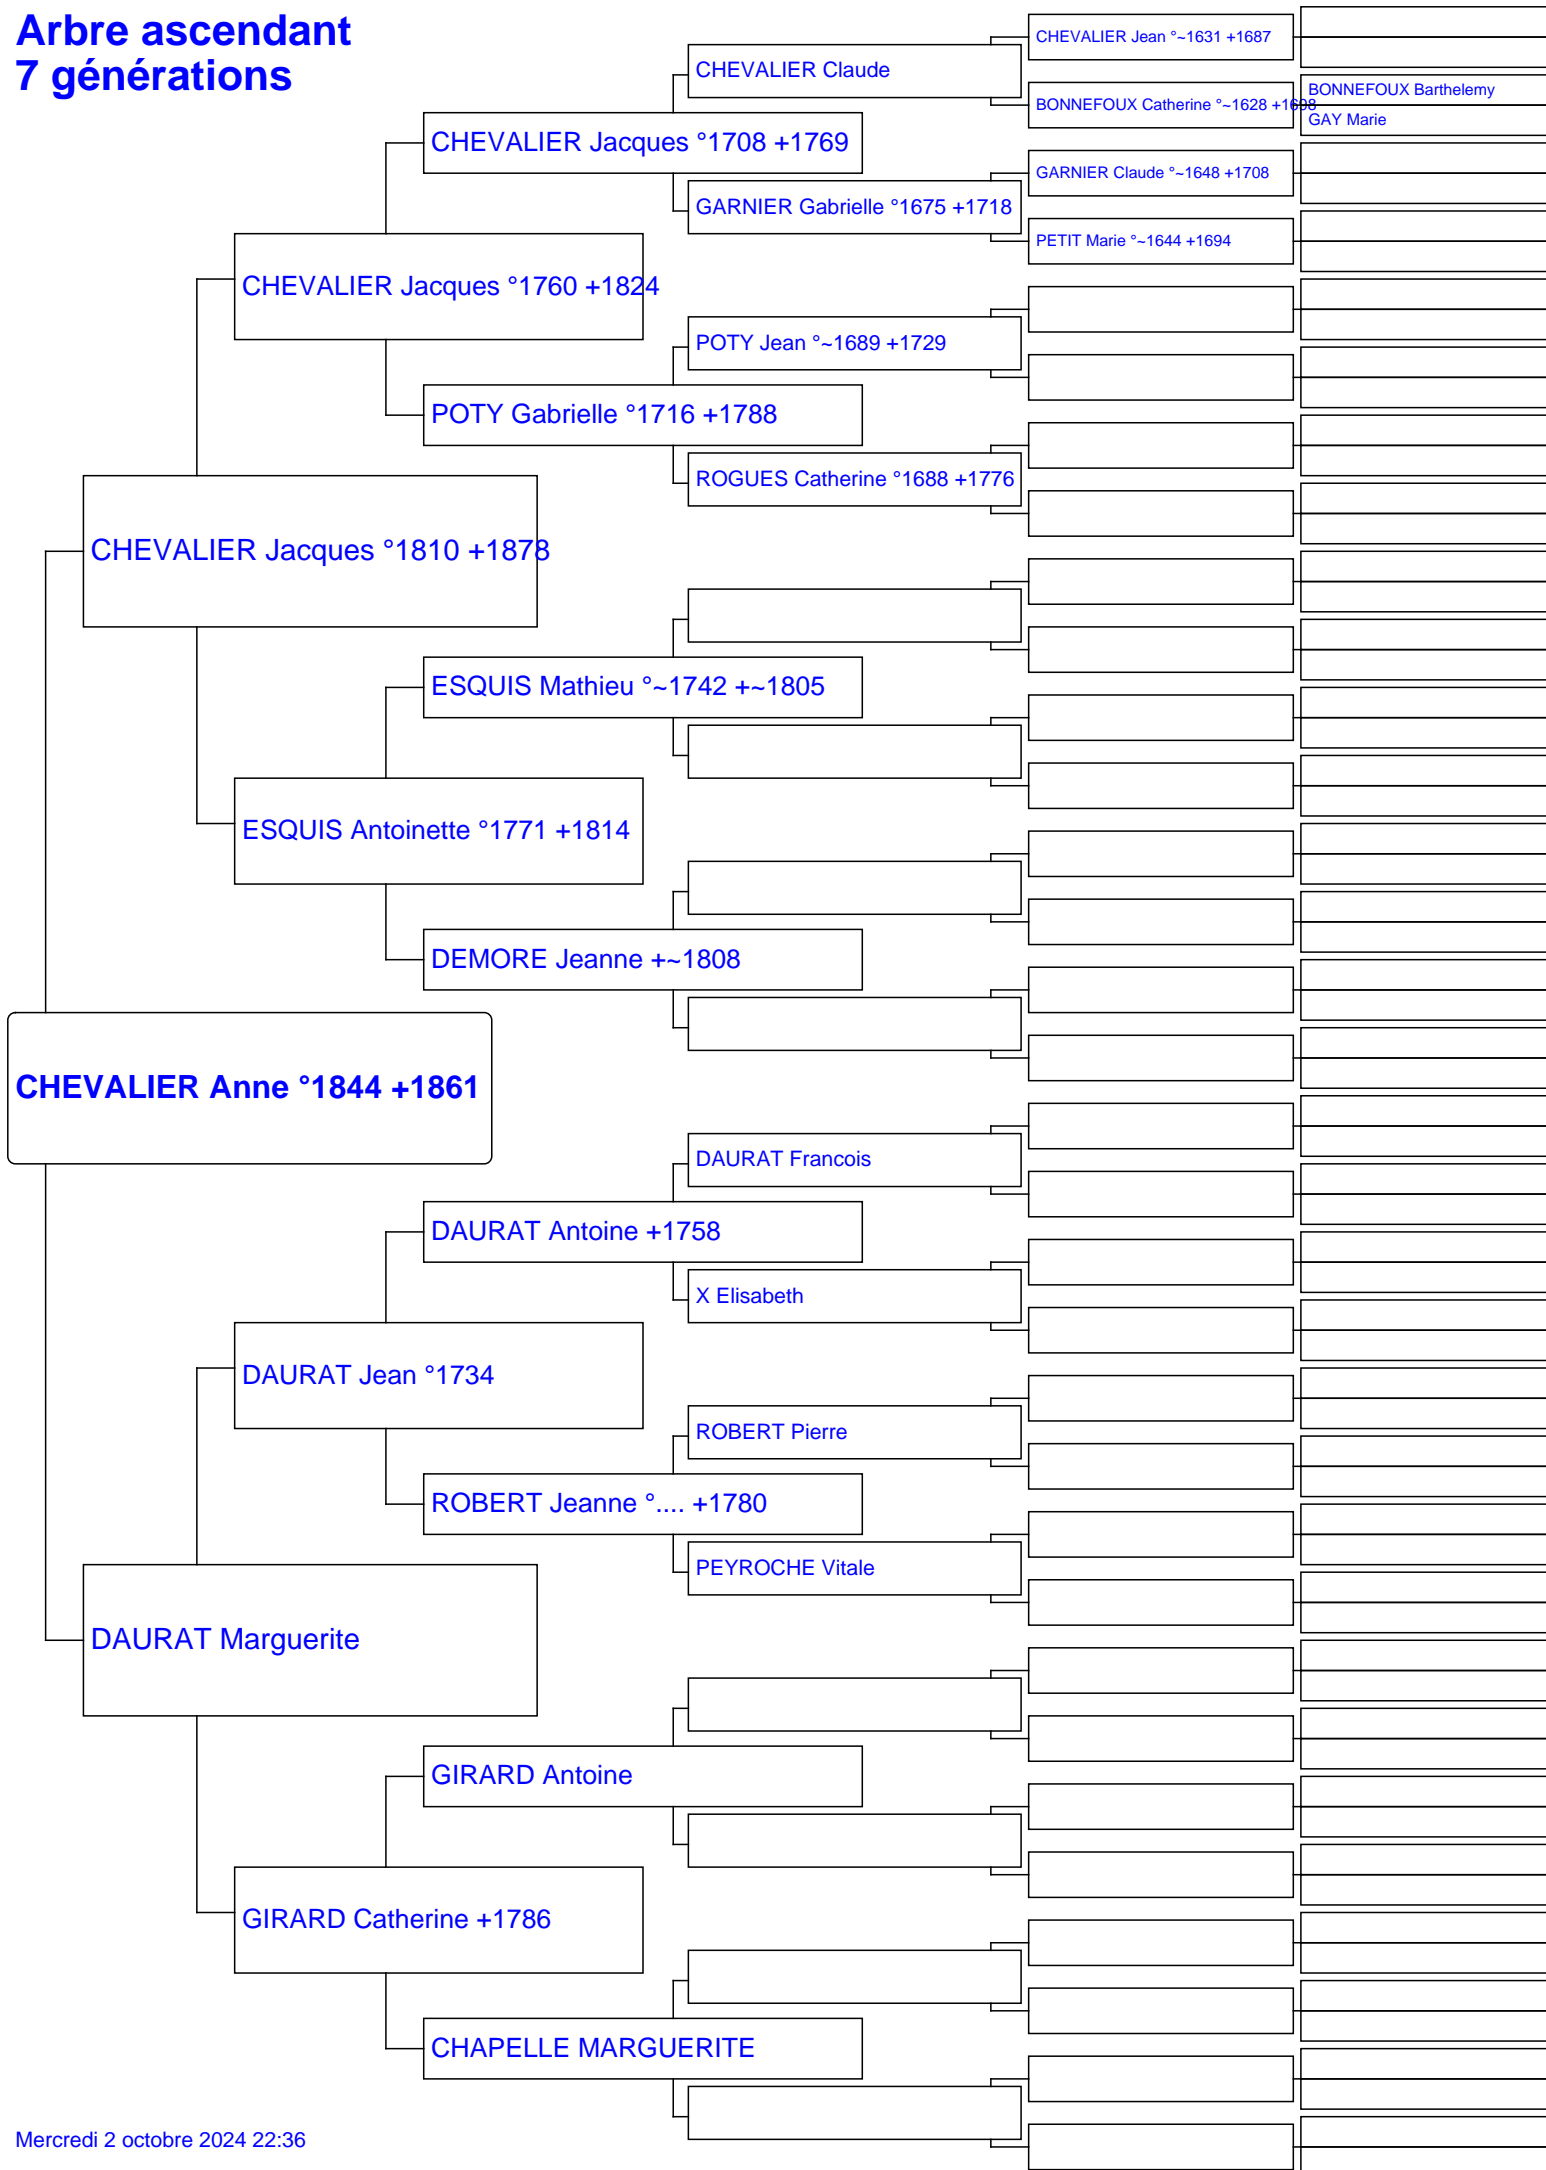 Arbre ascendant
7 générations
CHEVALIER Jean °~1631 +1687
CHEVALIER Claude
BONNEFOUX Barthelemy
BONNEFOUX Catherine °~1628 +1698
GAY Marie
CHEVALIER Jacques °1708 +1769
GARNIER Claude °~1648 +1708
GARNIER Gabrielle °1675 +1718
PETIT Marie °~1644 +1694
CHEVALIER Jacques °1760 +1824
POTY Jean °~1689 +1729
POTY Gabrielle °1716 +1788
ROGUES Catherine °1688 +1776
CHEVALIER Jacques °1810 +1878
ESQUIS Mathieu °~1742 +~1805
ESQUIS Antoinette °1771 +1814
DEMORE Jeanne +~1808
CHEVALIER Anne °1844 +1861
DAURAT Francois
DAURAT Antoine +1758
X Elisabeth
DAURAT Jean °1734
ROBERT Pierre
ROBERT Jeanne °.... +1780
PEYROCHE Vitale
DAURAT Marguerite
GIRARD Antoine
GIRARD Catherine +1786
CHAPELLE MARGUERITE
Mercredi 2 octobre 2024 22:36